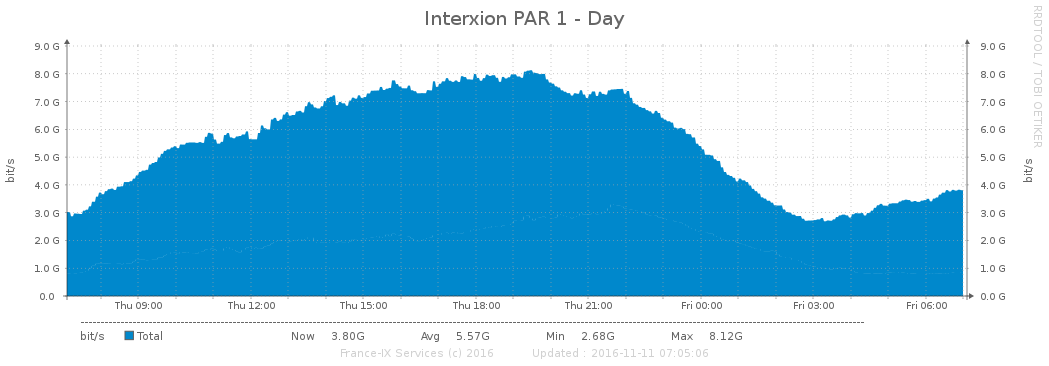 Interxion PAR 1 - Day
RRDTOOL / TOBI OETIKER
bit/s
9.0 G
8.0 G
7.0 G
6.0 G
5.0 G
4.0 G
3.0 G
2.0 G
1.0 G
0.0
9.0 G
8.0 G
7.0 G
6.0 G
5.0 G
4.0 G
3.0 G
2.0 G
1.0 G
0.0 G
bit/s
Thu 09:00 Thu 12:00 Thu 15:00 Thu 18:00 Thu 21:00 Fri 00:00 Fri 03:00 Fri 06:00
bit/s Total Now 3.80G Avg 5.57G Min 2.68G Max 8.12G
France-IX Services (c) 2016 Updated : 2016-11-11 07:05:06